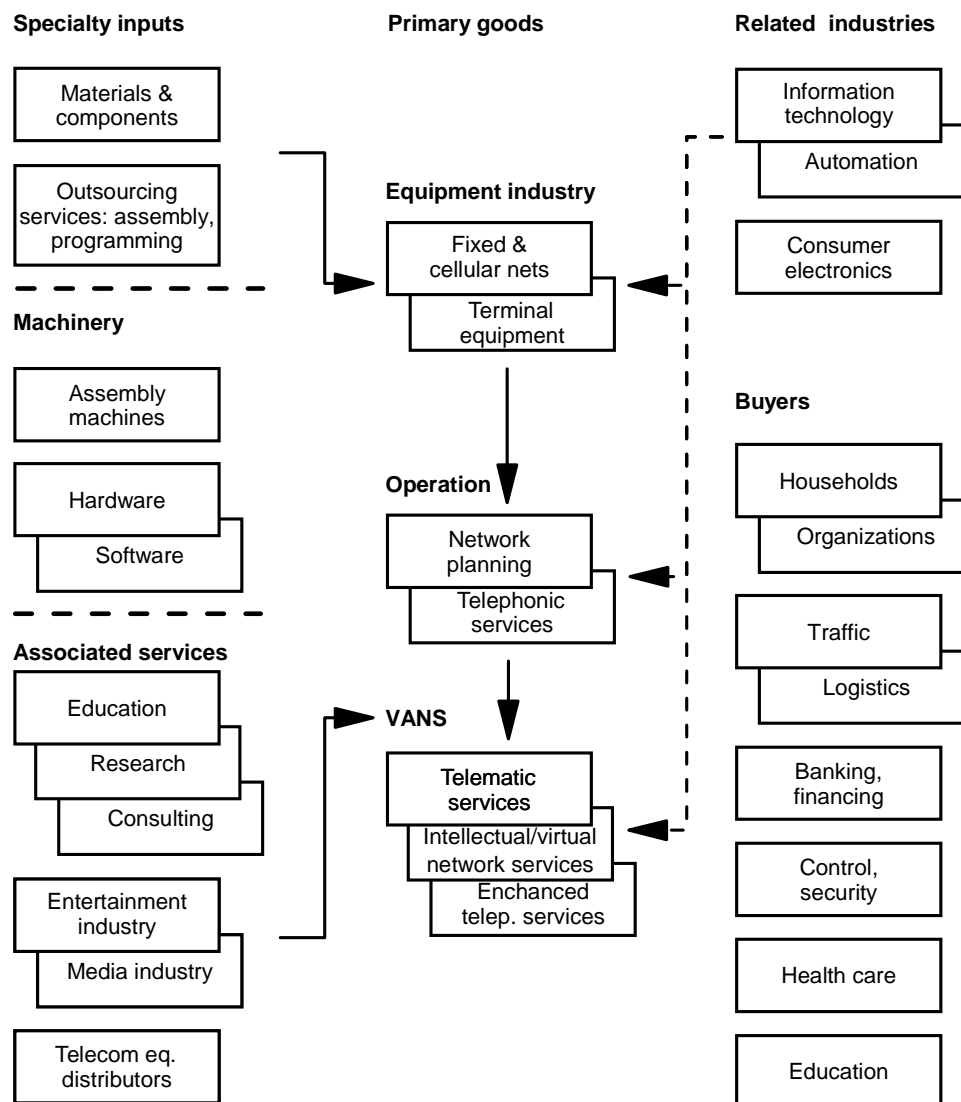 Specialty inputs
Materials &
components
Outsourcing
services: assembly,
programming
Machinery
Assembly
machines
Hardware
Software
Associated services
Education
Research
Consulting
Entertainment
industry
Media industry
Telecom eq.
distributors
Primary goods
Equipment industry
Fixed &
cellular nets
Terminal
equipment
Operation
Network
planning
Telephonic
services
VANS
Telematic
services
Intellectual/virtual
network services
Enchanced
telep. services
Related industries
Information
technology
Automation
Consumer
electronics
Buyers
Households
Organizations
Traffic
Logistics
Banking,
financing
Control,
security
Health care
Education